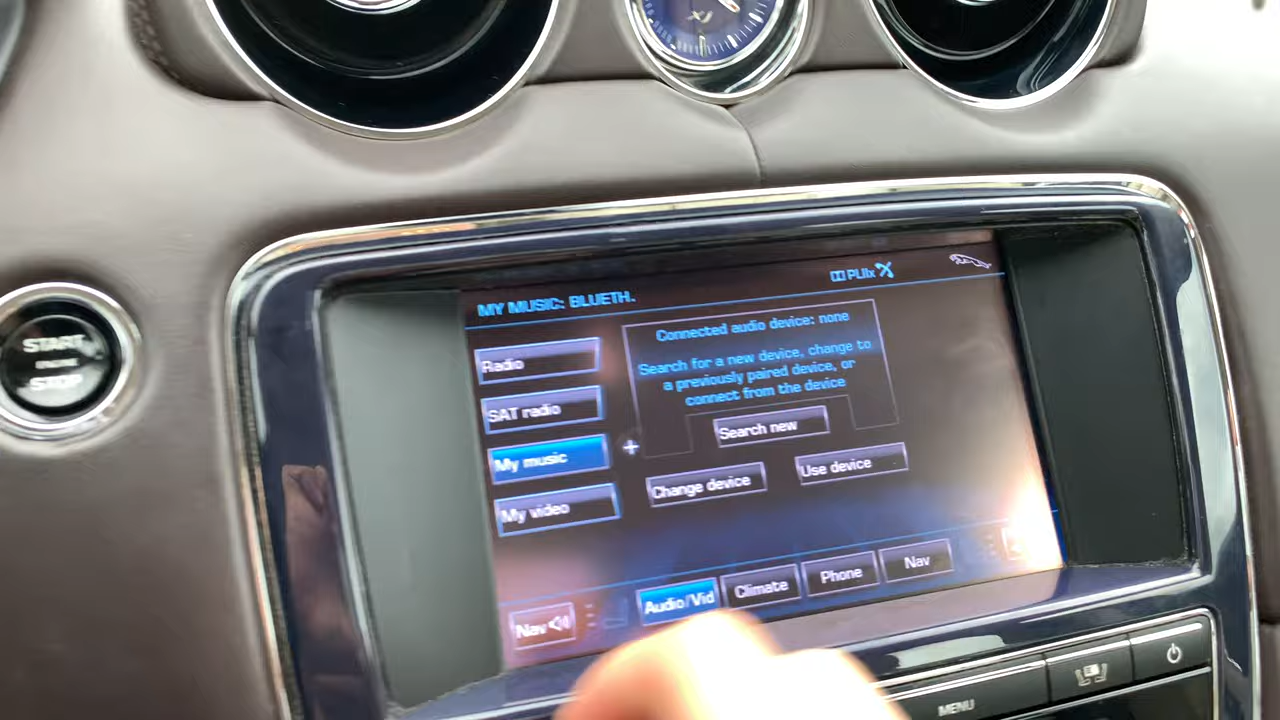 MY MUSIC: BLUETH.
PLIIx
Radio
SAT radio
My music
My video
Connected audio device: none
Search for a new device, change to
a previously paired device, or
connect from the device
Search new
Change device
Use device
Nav
Audio/Vid
Climate
Phone
Nav
START
STOP
MENU